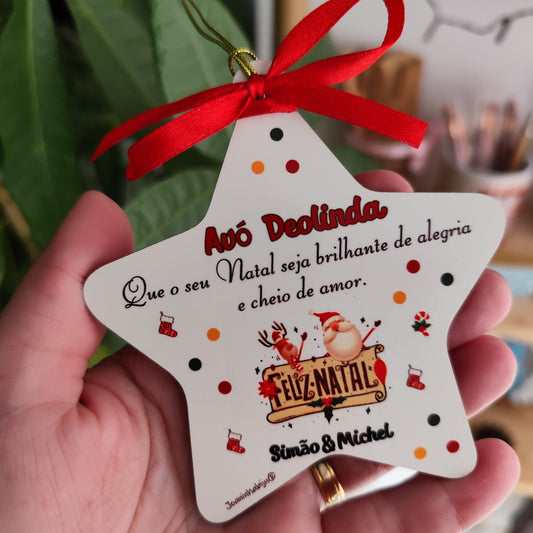 Avó Deolinda
Que o seu Natal seja brilhante de alegria
e cheio de amor.
FELIZ NATAL
Simão & Michel